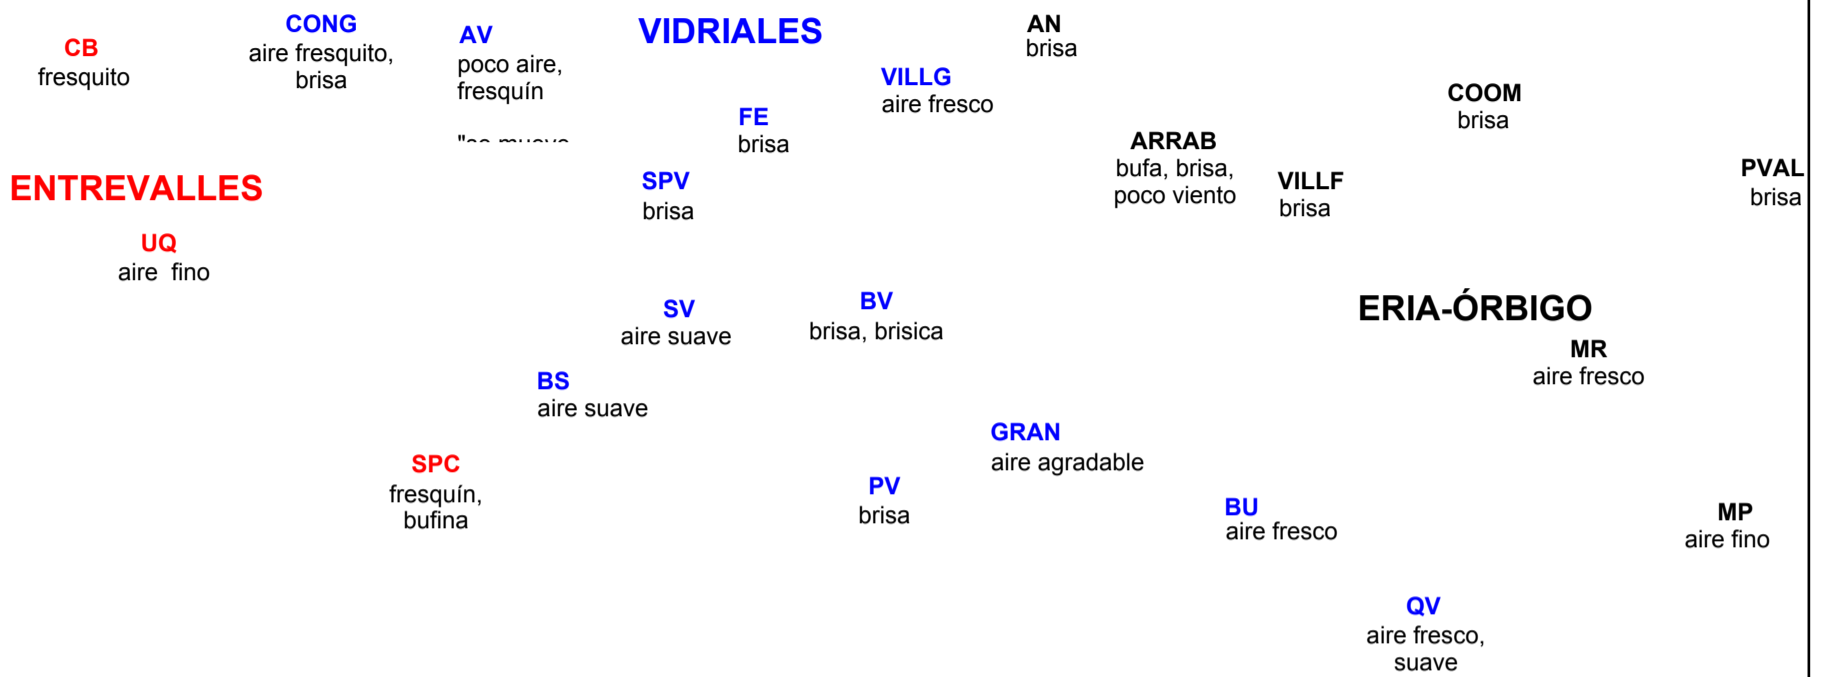 CB
fresquito
CONG
aire fresquito,
brisa
AV
poco aire,
fresquín
VIDRIALES
FE
brisa
VILLG
aire fresco
AN
brisa
ARRAB
bufa, brisa,
poco viento
VILLF
brisa
COOM
brisa
PVAL
brisa
ENTREVALLES
UQ
aire fino
SPV
brisa
SV
aire suave
BV
brisa, brisica
ERIA-ÓRBIGO
MR
aire fresco
BS
aire suave
GRAN
aire agradable
SPC
fresquín,
bufina
PV
brisa
BU
aire fresco
MP
aire fino
QV
aire fresco,
suave